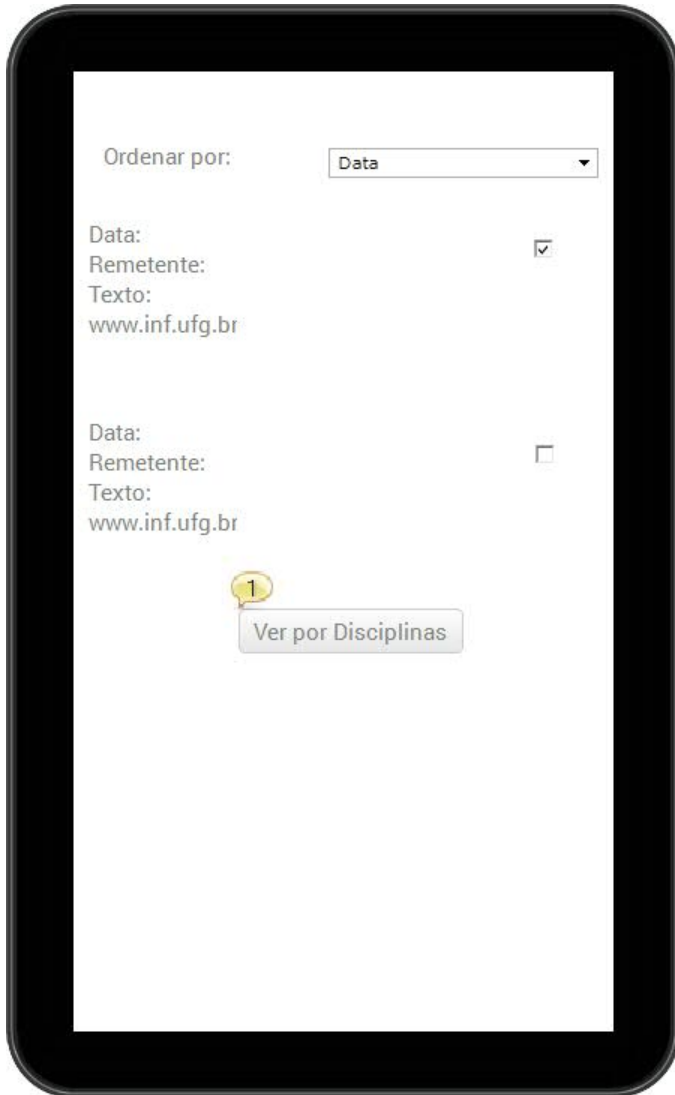 Ordenar por: Data
Data:
Remetente:
Texto:
www.inf.ufg.br
Data:
Remetente:
Texto:
www.inf.ufg.br
1
Ver por Disciplinas